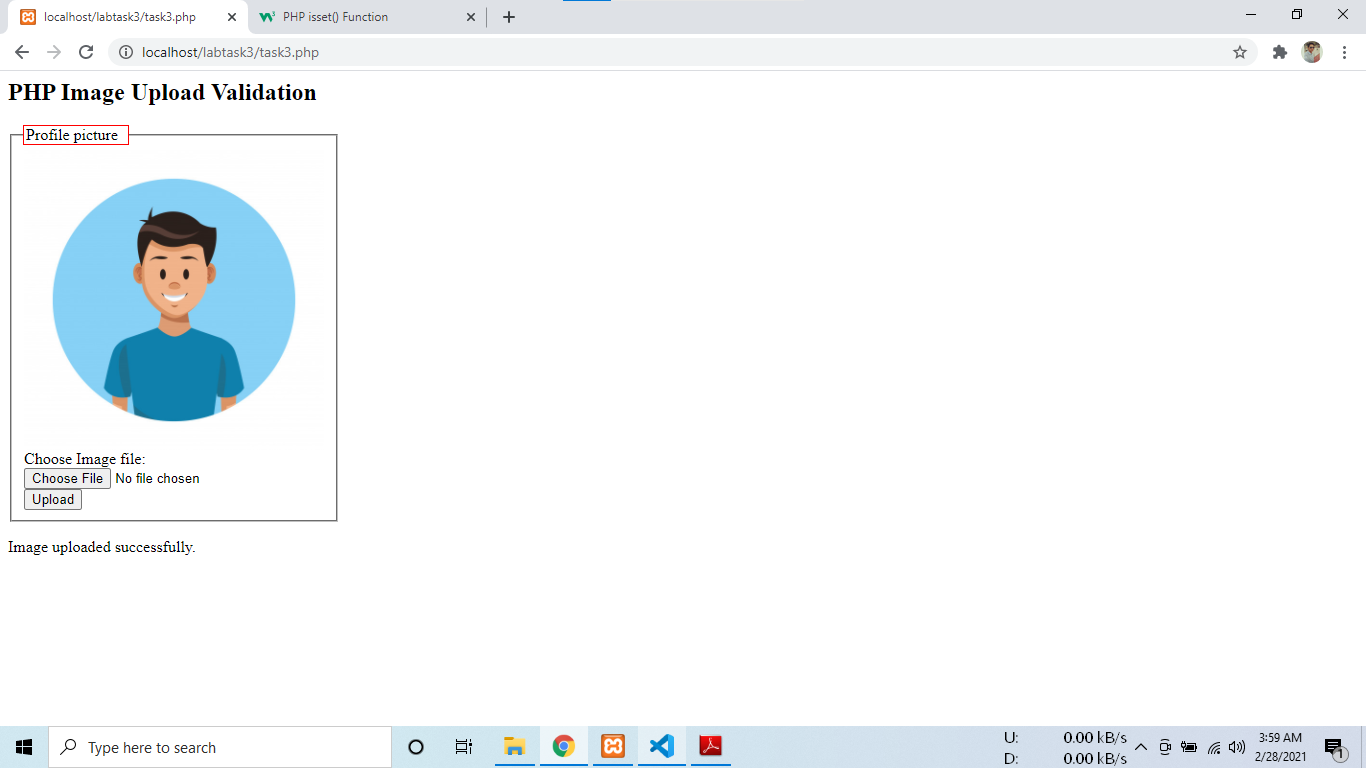 localhost/labtask3/task3.php
PHP isset() Function
localhost/labtask3/task3.php
PHP Image Upload Validation
Profile picture
Choose Image file:
Choose File No file chosen
Upload
Image uploaded successfully.
Type here to search
U: 0.00 kB/s
D: 0.00 kB/s
3:59 AM
2/28/2021
1